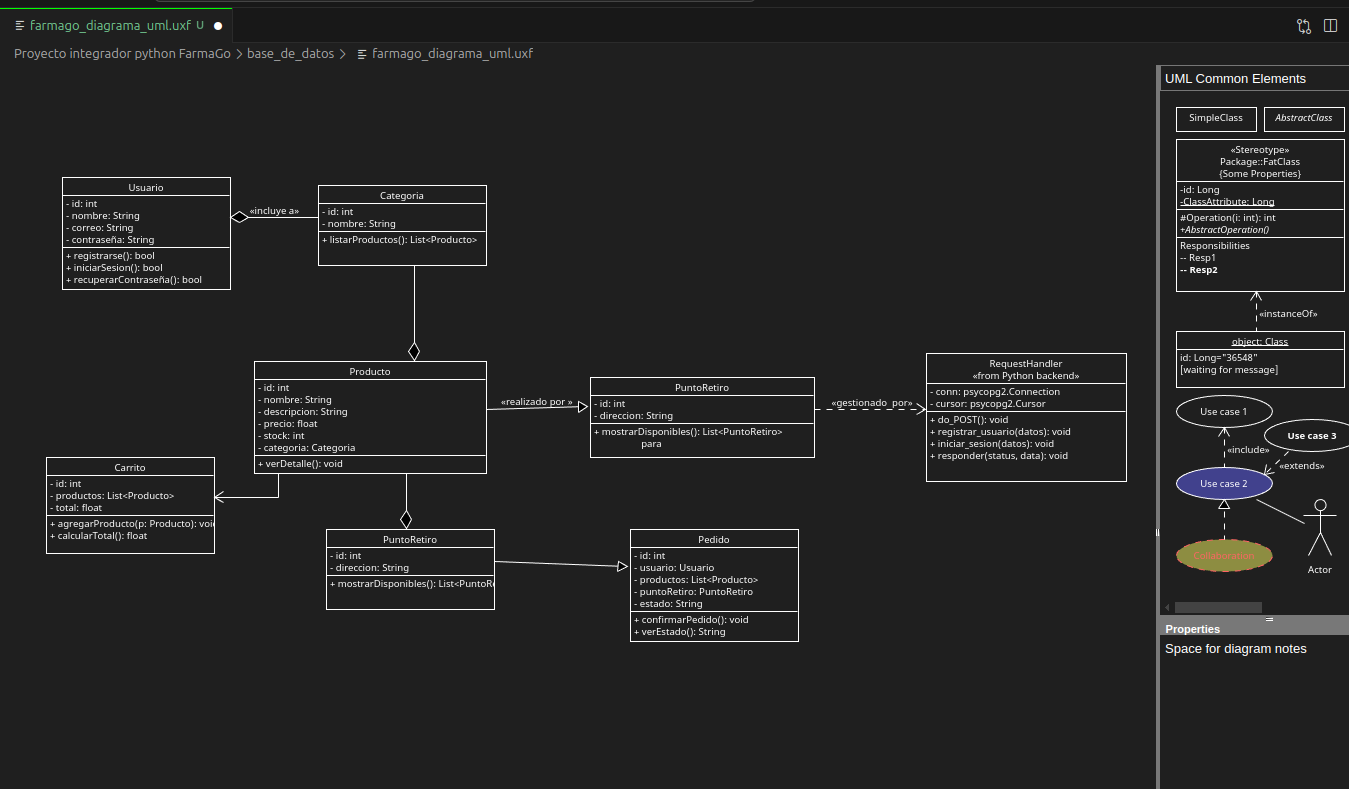 farmago_diagrama_uml.uxf U
Proyecto integrador python FarmaGo > base_de_datos > farmago_diagrama_uml.uxf
Usuario
- id: int
- nombre: String
- correo: String
- contraseña: String
+ registrarse(): bool
+ iniciarSesion(): bool
+ recuperarContraseña(): bool
«incluye a»
Categoria
- id: int
- nombre: String
+ listarProductos(): List<Producto>
Producto
- id: int
- nombre: String
- descripcion: String
- precio: float
- stock: int
- categoria: Categoria
+ verDetalle(): void
«realizado por »
PuntoRetiro
- id: int
- direccion: String
+ mostrarDisponibles(): List<PuntoRetiro>
para
«gestionado_por»
RequestHandler
«from Python backend»
- conn: psycopg2.Connection
- cursor: psycopg2.Cursor
+ do_POST(): void
+ registrar_usuario(datos): void
+ iniciar_sesion(datos): void
+ responder(status, data): void
Carrito
- id: int
- productos: List<Producto>
- total: float
+ agregarProducto(p: Producto): voi
+ calcularTotal(): float
PuntoRetiro
- id: int
- direccion: String
+ mostrarDisponibles(): List<PuntoR
Pedido
- id: int
- usuario: Usuario
- productos: List<Producto>
- puntoRetiro: PuntoRetiro
- estado: String
+ confirmarPedido(): void
+ verEstado(): String
UML Common Elements
SimpleClass
AbstractClass
«Stereotype»
Package::FatClass
{Some Properties}
-id: Long
-ClassAttribute: Long
#Operation(i: int): int
+AbstractOperation()
Responsibilities
-- Resp1
-- Resp2
«instanceOf»
object: Class
id: Long="36548"
[waiting for message]
Use case 1
Use case 3
«include»
«extends»
Use case 2
Collaboration
Actor
Properties
Space for diagram notes